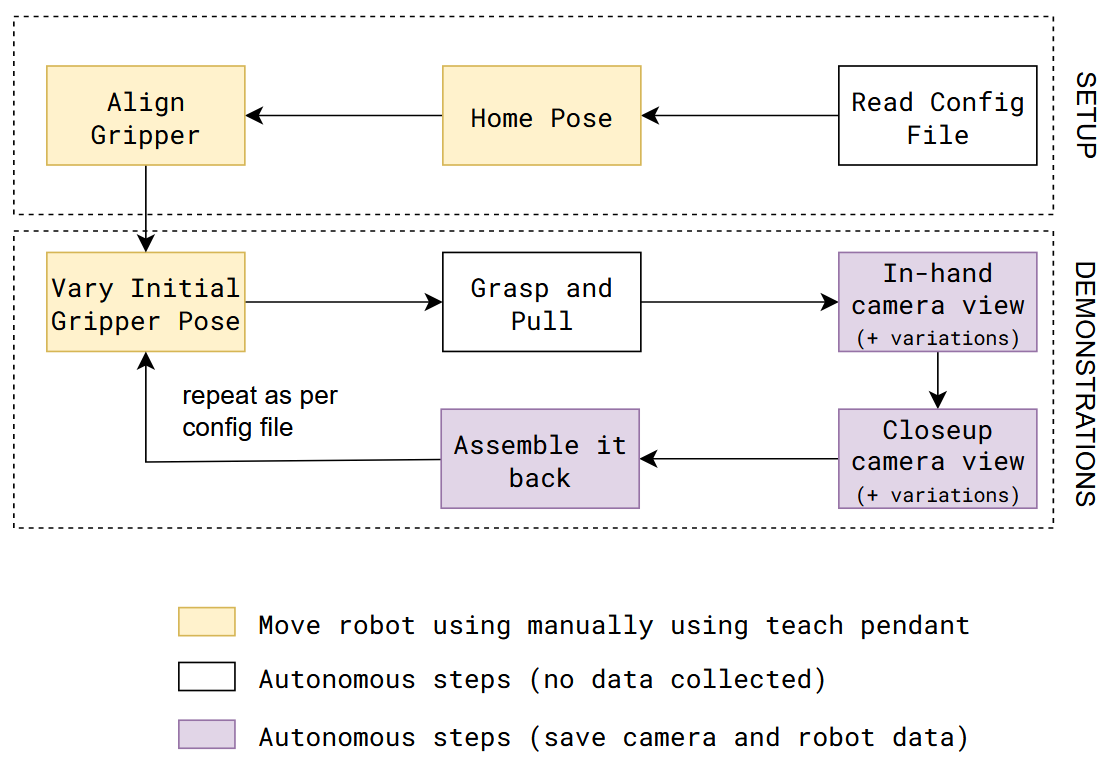 Align
Gripper
Home Pose
Read Config
File
SETUP
Vary Initial
Gripper Pose
Grasp and
Pull
In-hand
camera view
(+ variations)
DEMONSTRATIONS
repeat as per
config file
Assemble it
back
Closeup
camera view
(+ variations)
Move robot using manually using teach pendant
Autonomous steps (no data collected)
Autonomous steps (save camera and robot data)